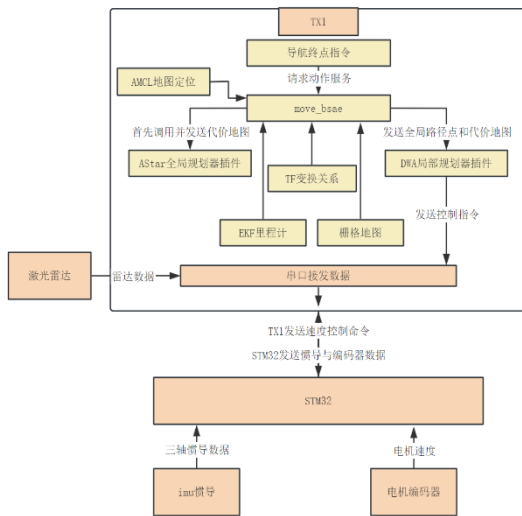 TX1
导航终点指令
请求动作服务
AMCL地图定位
move_bsae
首先调用并发送代价地图
发送全局路径点和代价地图
AStar全局规划器插件
TF变换关系
DWA局部规划器插件
发送控制指令
EKF里程计
栅格地图
激光雷达
雷达数据
串口接发数据
TX1发送速度控制命令
STM32发送惯导与编码器数据
STM32
三轴惯导数据
电机速度
imu惯导
电机编码器